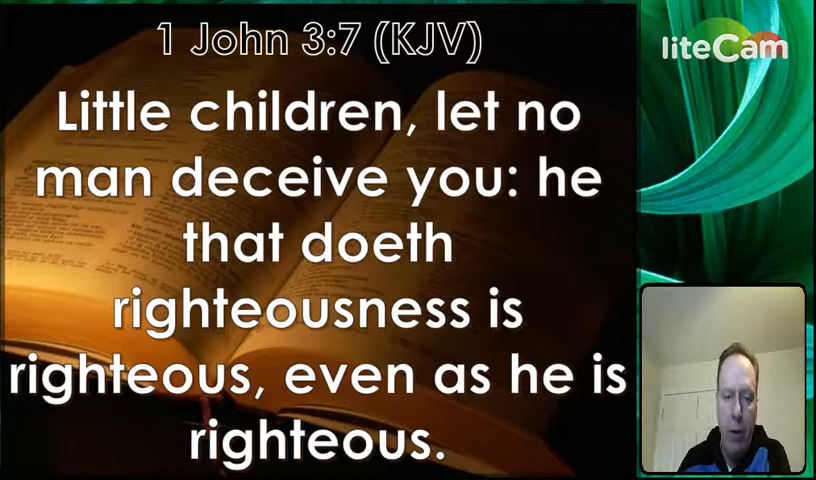 1 John 3:7 (KJV)
liteCam
Little children, let no
man deceive you: he
that doeth
righteousness is
righteous, even as he is
righteous.